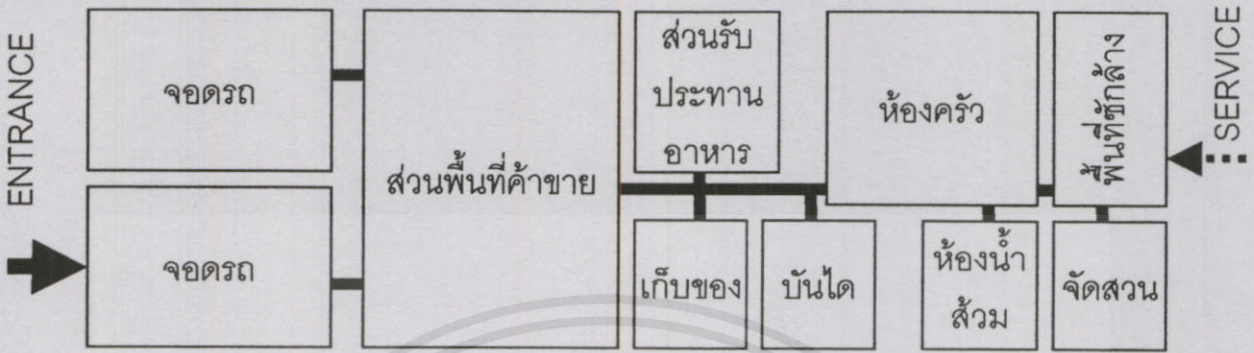 ENTRANCE
จอดรถ
จอดรถ
ส่วนพื้นที่ค้าขาย
ส่วนรับ
ประทาน
อาหาร
เก็บของ
บันได
ห้องครัว
ห้องน้ำ
ส้วม
พื้นที่ซักล้าง
จัดสวน
SERVICE